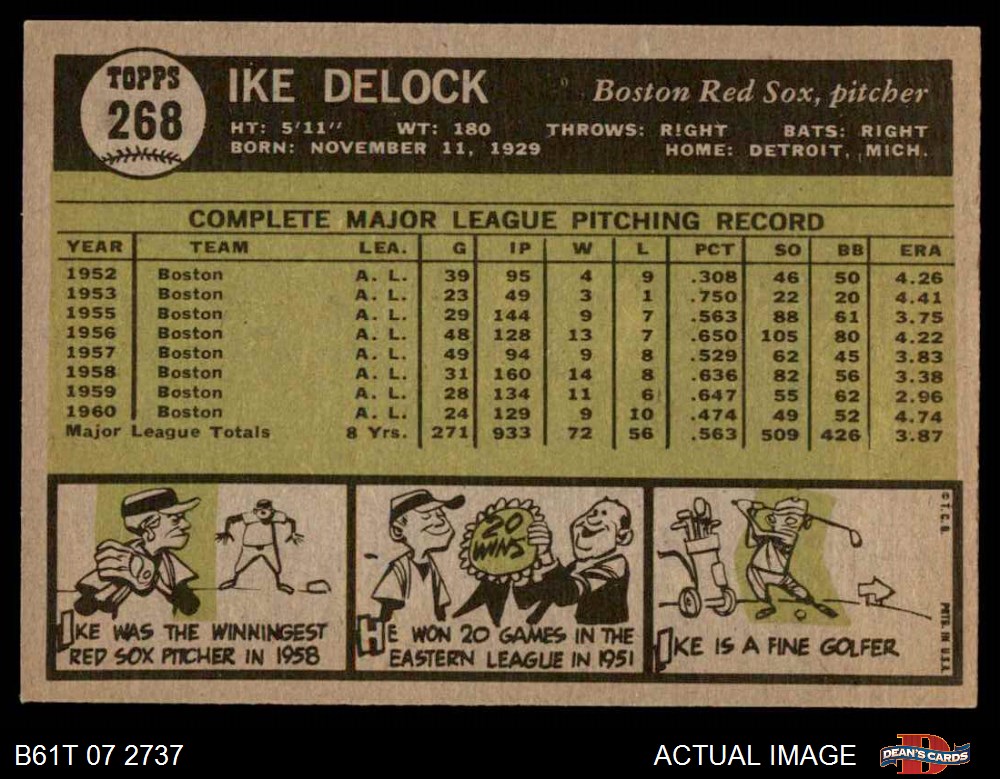 TOPPS
268
IKE DELOCK
Boston Red Sox, pitcher
HT: 5'11" WT: 180 THROWS: RIGHT BATS: RIGHT
BORN: NOVEMBER 11, 1929 HOME: DETROIT, MICH.
COMPLETE MAJOR LEAGUE PITCHING RECORD
YEAR TEAM LEA. G IP W L PCT SO BB ERA
1952 Boston A. L. 39 95 4 9 .308 46 50 4.26
1953 Boston A. L. 23 49 3 1 .750 22 20 4.41
1955 Boston A. L. 29 144 9 7 .563 88 61 3.75
1956 Boston A. L. 48 128 13 7 .650 105 80 4.22
1957 Boston A. L. 49 94 9 8 .529 62 45 3.83
1958 Boston A. L. 31 160 14 8 .636 82 56 3.38
1959 Boston A. L. 28 134 11 6 .647 55 62 2.96
1960 Boston A. L. 24 129 9 10 .474 49 52 4.74
Major League Totals 8 Yrs. 271 933 72 56 .563 509 426 3.87
IKE WAS THE WINNINGEST
RED SOX PITCHER IN 1958
20
WINS
HE WON 20 GAMES IN THE
EASTERN LEAGUE IN 1951
IKE IS A FINE GOLFER
© T.C.G.
PRTD. IN U.S.A.
B61T 07 2737
ACTUAL IMAGE
DEAN'S CARDS